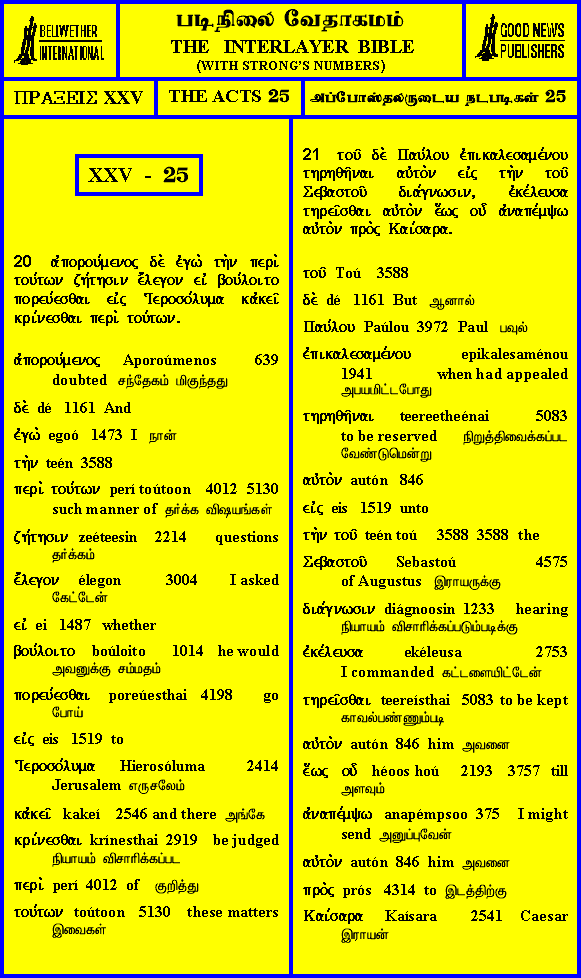 BELLWETHER
INTERNATIONAL
படிநிலை வேதாகமம்
THE INTERLAYER BIBLE
(WITH STRONG'S NUMBERS)
GOOD NEWS
PUBLISHERS
ΠΡΑΞΕΙΣ XXV
THE ACTS 25
அப்போஸ்தலருடைய நடபடிகள் 25
XXV - 25
20 ἀπορούμενος δὲ ἐγὼ τὴν περὶ
τούτων ζήτησιν ἔλεγον εἰ βούλοιτο
πορεύεσθαι εἰς Ἱεροσόλυμα κἀκεῖ
κρίνεσθαι περὶ τούτων.
ἀπορούμενος Aporoúmenos 639
doubted சந்தேகம் மிகுந்தது
δὲ dé 1161 And
ἐγὼ egoó 1473 I நான்
τὴν teén 3588
περὶ τούτων perí toútoon 4012 5130
such manner of தர்க்க விஷயங்கள்
ζήτησιν zeéteesin 2214 questions
தர்க்கம்
ἔλεγον élegon 3004 I asked
கேட்டேன்
εἰ ei 1487 whether
βούλοιτο boúloito 1014 he would
அவனுக்கு சம்மதம்
πορεύεσθαι poreúesthai 4198 go
போய்
εἰς eis 1519 to
Ἱεροσόλυμα Hierosóluma 2414
Jerusalem எருசலேம்
κἀκεῖ kakeí 2546 and there அங்கே
κρίνεσθαι krínesthai 2919 be judged
நியாயம் விசாரிக்கப்பட
περὶ perí 4012 of குறித்து
τούτων toútoon 5130 these matters
இவைகள்
21 τοῦ δὲ Παύλου ἐπικαλεσαμένου
τηρηθῆναι αὐτὸν εἰς τὴν τοῦ
Σεβαστοῦ διάγνωσιν, ἐκέλευσα
τηρεῖσθαι αὐτὸν ἕως οὗ ἀναπέμψω
αὐτὸν πρὸς Καίσαρα.
τοῦ Toú 3588
δὲ dé 1161 But ஆனால்
Παύλου Paúlou 3972 Paul பவுல்
ἐπικαλεσαμένου epikalesaménou
1941 when had appealed
அபயமிட்டபோது
τηρηθῆναι teereetheénai 5083
to be reserved நிறுத்திவைக்கப்பட
வேண்டுமென்று
αὐτὸν autón 846
εἰς eis 1519 unto
τὴν τοῦ teén toú 3588 3588 the
Σεβαστοῦ Sebastoú 4575
of Augustus இராயருக்கு
διάγνωσιν diágnoosin 1233 hearing
நியாயம் விசாரிக்கப்படும்படிக்கு
ἐκέλευσα ekéleusa 2753
I commanded கட்டளையிட்டேன்
τηρεῖσθαι teereísthai 5083 to be kept
காவல்பண்ணும்படி
αὐτὸν autón 846 him அவனை
ἕως οὗ héoos hoú 2193 3757 till
அளவும்
ἀναπέμψω anapémpsoo 375 I might
send அனுப்புவேன்
αὐτὸν autón 846 him அவனை
πρὸς prós 4314 to இடத்திற்கு
Καίσαρα Kaísara 2541 Caesar
இராயன்